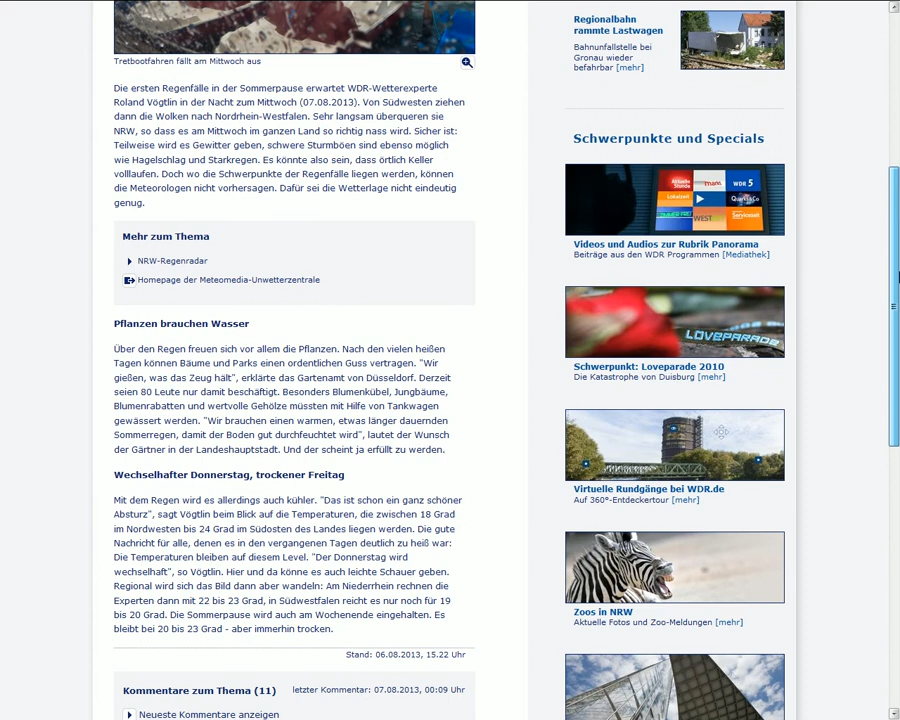 Tretbootfahren fällt am Mittwoch aus
Die ersten Regenfälle in der Sommerpause erwartet WDR-Wetterexperte
Roland Vögtlin in der Nacht zum Mittwoch (07.08.2013). Von Südwesten ziehen
dann die Wolken nach Nordrhein-Westfalen. Sehr langsam überqueren sie
NRW, so dass es am Mittwoch im ganzen Land so richtig nass wird. Sicher ist:
Teilweise wird es Gewitter geben, schwere Sturmböen sind ebenso möglich
wie Hagelschlag und Starkregen. Es könnte also sein, dass örtlich Keller
volllaufen. Doch wo die Schwerpunkte der Regenfälle liegen werden, können
die Meteorologen nicht vorhersagen. Dafür sei die Wetterlage nicht eindeutig
genug.
Mehr zum Thema
NRW-Regenradar
Homepage der Meteomedia-Unwetterzentrale
Pflanzen brauchen Wasser
Über den Regen freuen sich vor allem die Pflanzen. Nach den vielen heißen
Tagen können Bäume und Parks einen ordentlichen Guss vertragen. "Wir
gießen, was das Zeug hält", erklärte das Gartenamt von Düsseldorf. Derzeit
seien 80 Leute nur damit beschäftigt. Besonders Blumenkübel, Jungbäume,
Blumenrabatten und wertvolle Gehölze müssten mit Hilfe von Tankwagen
gewässert werden. "Wir brauchen einen warmen, etwas länger dauernden
Sommerregen, damit der Boden gut durchfeuchtet wird", lautet der Wunsch
der Gärtner in der Landeshauptstadt. Und der scheint ja erfüllt zu werden.
Wechselhafter Donnerstag, trockener Freitag
Mit dem Regen wird es allerdings auch kühler. "Das ist schon ein ganz schöner
Absturz", sagt Vögtlin beim Blick auf die Temperaturen, die zwischen 18 Grad
im Nordwesten bis 24 Grad im Südosten des Landes liegen werden. Die gute
Nachricht für alle, denen es in den vergangenen Tagen deutlich zu heiß war:
Die Temperaturen bleiben auf diesem Level. "Der Donnerstag wird
wechselhaft", so Vögtlin. Hier und da könne es auch leichte Schauer geben.
Regional wird sich das Bild dann aber wandeln: Am Niederrhein rechnen die
Experten dann mit 22 bis 23 Grad, in Südwestfalen reicht es nur noch für 19
bis 20 Grad. Die Sommerpause wird auch am Wochenende eingehalten. Es
bleibt bei 20 bis 23 Grad - aber immerhin trocken.
Stand: 06.08.2013, 15.22 Uhr
Kommentare zum Thema (11) letzter Kommentar: 07.08.2013, 00:09 Uhr
Neueste Kommentare anzeigen
Regionalbahn
rammte Lastwagen
Bahnunfallstelle bei
Gronau wieder
befahrbar [mehr]
Schwerpunkte und Specials
Aktuelle
Stunde
mare
WDR 5
Lokalzeit
Quarks&Co
WEST
Servicezeit
Videos und Audios zur Rubrik Panorama
Beiträge aus den WDR Programmen [Mediathek]
LOVEPARADE
Schwerpunkt: Loveparade 2010
Die Katastrophe von Duisburg [mehr]
Virtuelle Rundgänge bei WDR.de
Auf 360°-Entdeckertour [mehr]
Zoos in NRW
Aktuelle Fotos und Zoo-Meldungen [mehr]